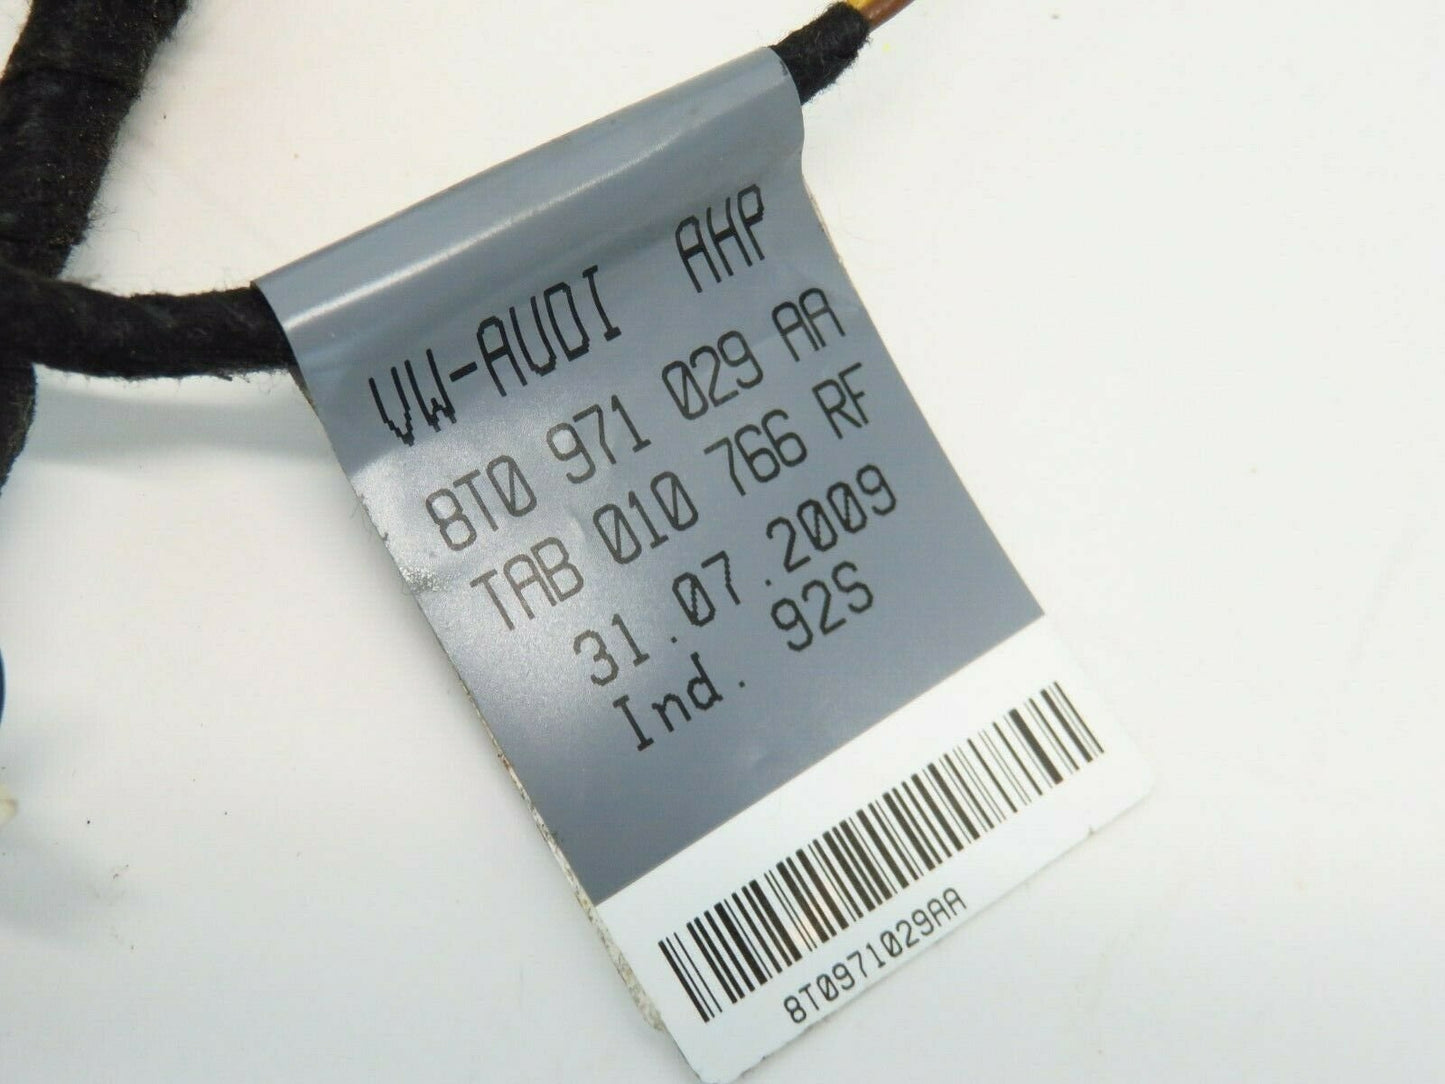 VW-AUDI AHP
8T0 971 029 AA
TAB 010 766 RF
31.07.2009
Ind. 92S
8T0971029AA